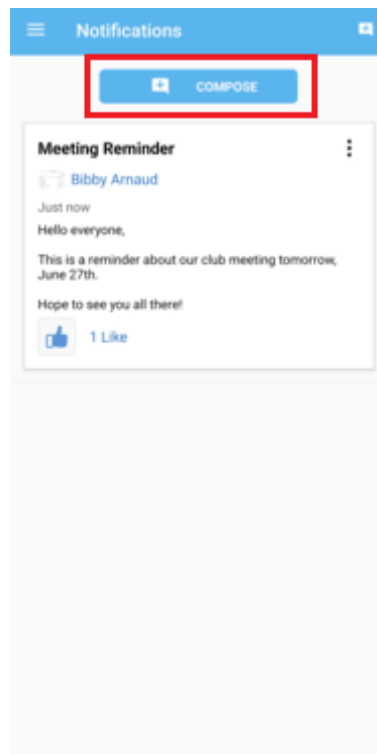 Notifications
COMPOSE
Meeting Reminder
Bibby Arnaud
Just now
Hello everyone,
This is a reminder about our club meeting tomorrow,
June 27th.
Hope to see you all there!
1 Like